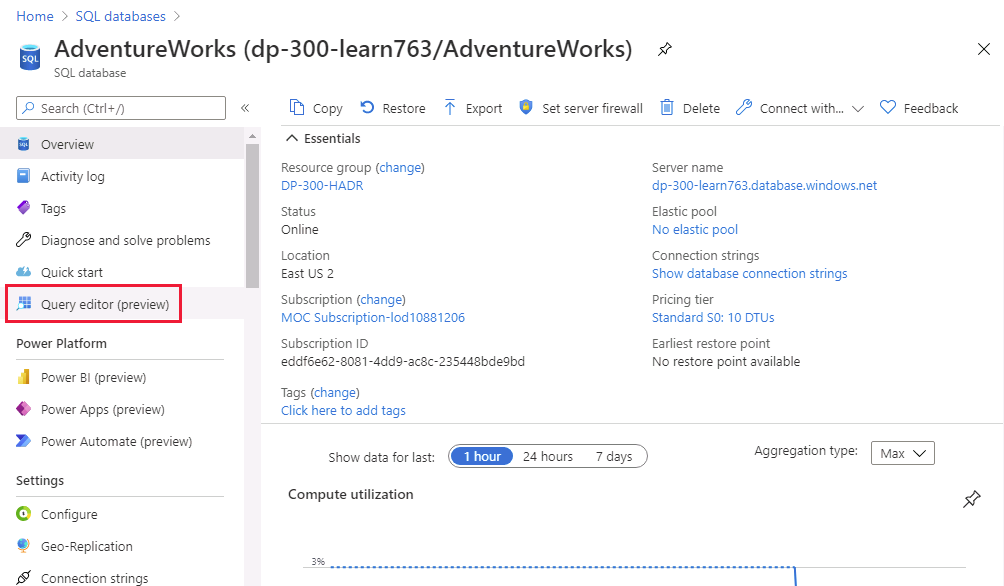 Home > SQL databases >
SQL
AdventureWorks (dp-300-learn763/AdventureWorks)
SQL database
Search (Ctrl+/)
«
Overview
Activity log
Tags
Diagnose and solve problems
Quick start
Query editor (preview)
Power Platform
Power BI (preview)
Power Apps (preview)
Power Automate (preview)
Settings
Configure
Geo-Replication
Connection strings
Copy Restore Export Set server firewall Delete Connect with... Feedback
Essentials
Resource group (change)
DP-300-HADR
Status
Online
Location
East US 2
Subscription (change)
MOC Subscription-lod10881206
Subscription ID
eddf6e62-8081-4dd9-ac8c-235448bde9bd
Tags (change)
Click here to add tags
Server name
dp-300-learn763.database.windows.net
Elastic pool
No elastic pool
Connection strings
Show database connection strings
Pricing tier
Standard S0: 10 DTUs
Earliest restore point
No restore point available
Show data for last: 1 hour 24 hours 7 days
Aggregation type: Max
Compute utilization
3%